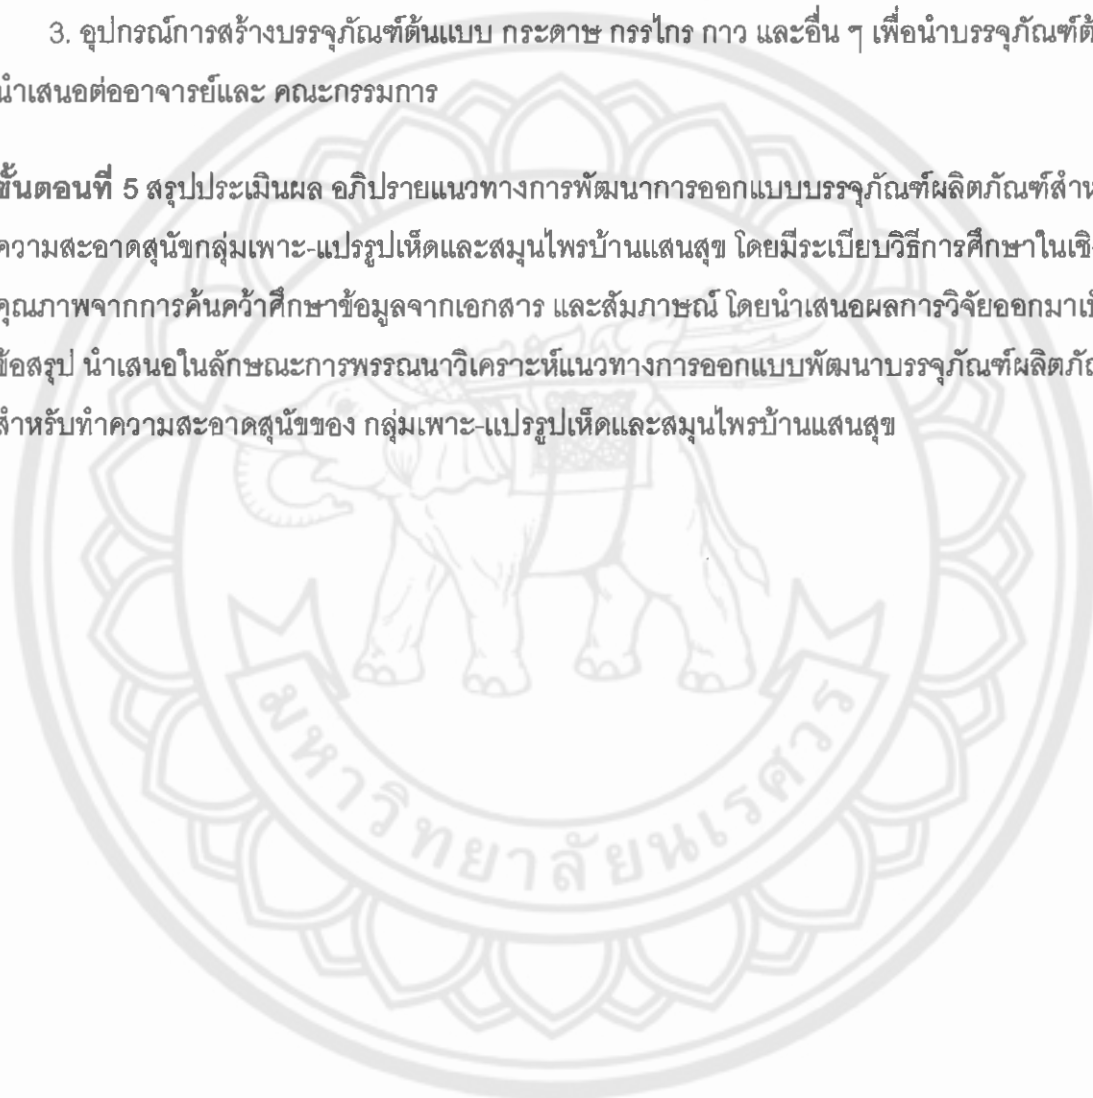 3. อุปกรณ์การสร้างบรรจุภัณฑ์ต้นแบบ กระดาษ กรรไกร กาว และอื่น ๆ เพื่อนำบรรจุภัณฑ์ต้
นำเสนอต่ออาจารย์และ คณะกรรมการ
ขั้นตอนที่ 5 สรุปประเมินผล อภิปรายแนวทางการพัฒนาการออกแบบบรรจุภัณฑ์ผลิตภัณฑ์สำห
ความสะอาดสุนัขกลุ่มเพาะ-แปรรูปเห็ดและสมุนไพรบ้านแสนสุข โดยมีระเบียบวิธีการศึกษาในเชิ
คุณภาพจากการค้นคว้าศึกษาข้อมูลจากเอกสาร และสัมภาษณ์ โดยนำเสนอผลการวิจัยออกมาเป็
ข้อสรุป นำเสนอในลักษณะการพรรณนาวิเคราะห์แนวทางการออกแบบพัฒนาบรรจุภัณฑ์ผลิตภัณ
สำหรับทำความสะอาดสุนัขของ กลุ่มเพาะ-แปรรูปเห็ดและสมุนไพรบ้านแสนสุข
มหาวิทยาลัยนเรศวร